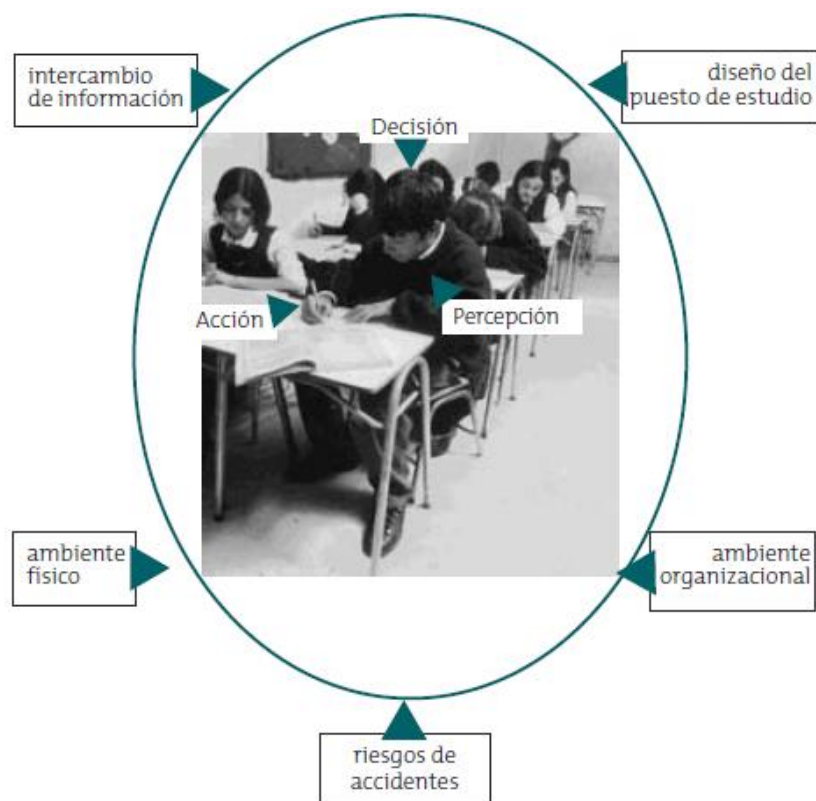 intercambio
de información
diseño del
puesto de estudio
Decisión
Acción
Percepción
ambiente
físico
ambiente
organizacional
riesgos de
accidentes